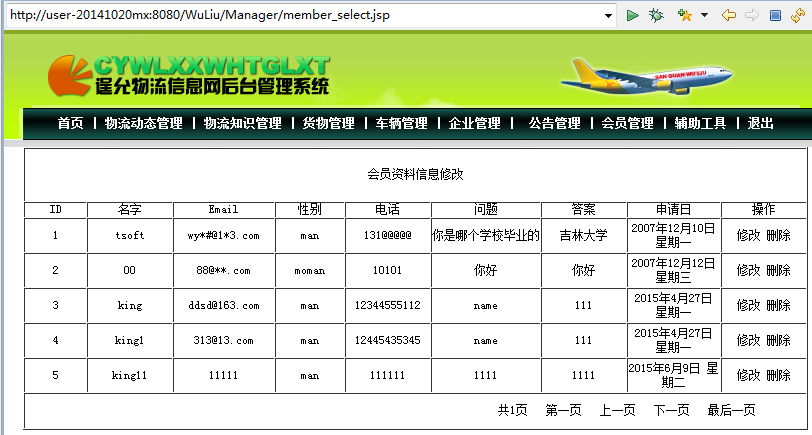 http://user-20141020mx:8080/WuLiu/Manager/member_select.jsp
CYWLXXWHTGLXT
逞允物流信息网后台管理系统
SAN QUAN WU LIU
首页 | 物流动态管理 | 物流知识管理 | 货物管理 | 车辆管理 | 企业管理 | 公告管理 | 会员管理 | 辅助工具 | 退出
会员资料信息修改
ID 名字 Email 性别 电话 问题 答案 申请日 操作
1 tsoft wy*#@1*3.com man 131@@@@@ 你是哪个学校毕业的 吉林大学 2007年12月10日 星期一 修改 删除
2 OO 88@**.com moman 10101 你好 你好 2007年12月12日 星期三 修改 删除
3 king ddsd@163.com man 12344555112 name 111 2015年4月27日 星期一 修改 删除
4 king1 313@13.com man 12445435345 name 111 2015年4月27日 星期一 修改 删除
5 king11 11111 man 111111 1111 1111 2015年6月9日 星期二 修改 删除
共1页 第一页 上一页 下一页 最后一页